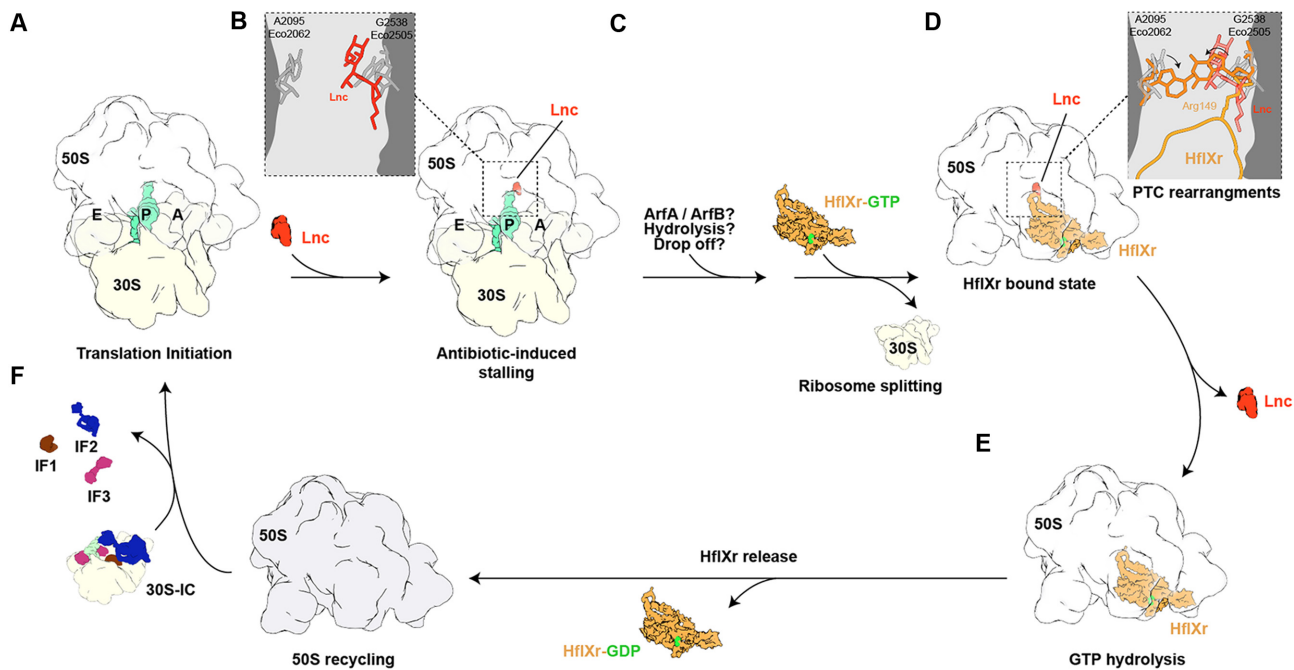 A
50S
E
P
A
30S
Translation Initiation
Lnc
B
A2095
Eco2062
G2538
Eco2505
Lnc
Lnc
50S
E
P
A
30S
Antibiotic-induced
stalling
C
ArfA / ArfB?
Hydrolysis?
Drop off?
HflXr-GTP
30S
Ribosome splitting
D
A2095
Eco2062
G2538
Eco2505
Arg149
Lnc
HflXr
PTC rearrangments
Lnc
50S
HflXr
HflXr bound state
Lnc
E
50S
HflXr
GTP hydrolysis
HflXr release
HflXr-GDP
50S
50S recycling
F
IF2
IF1
IF3
30S-IC